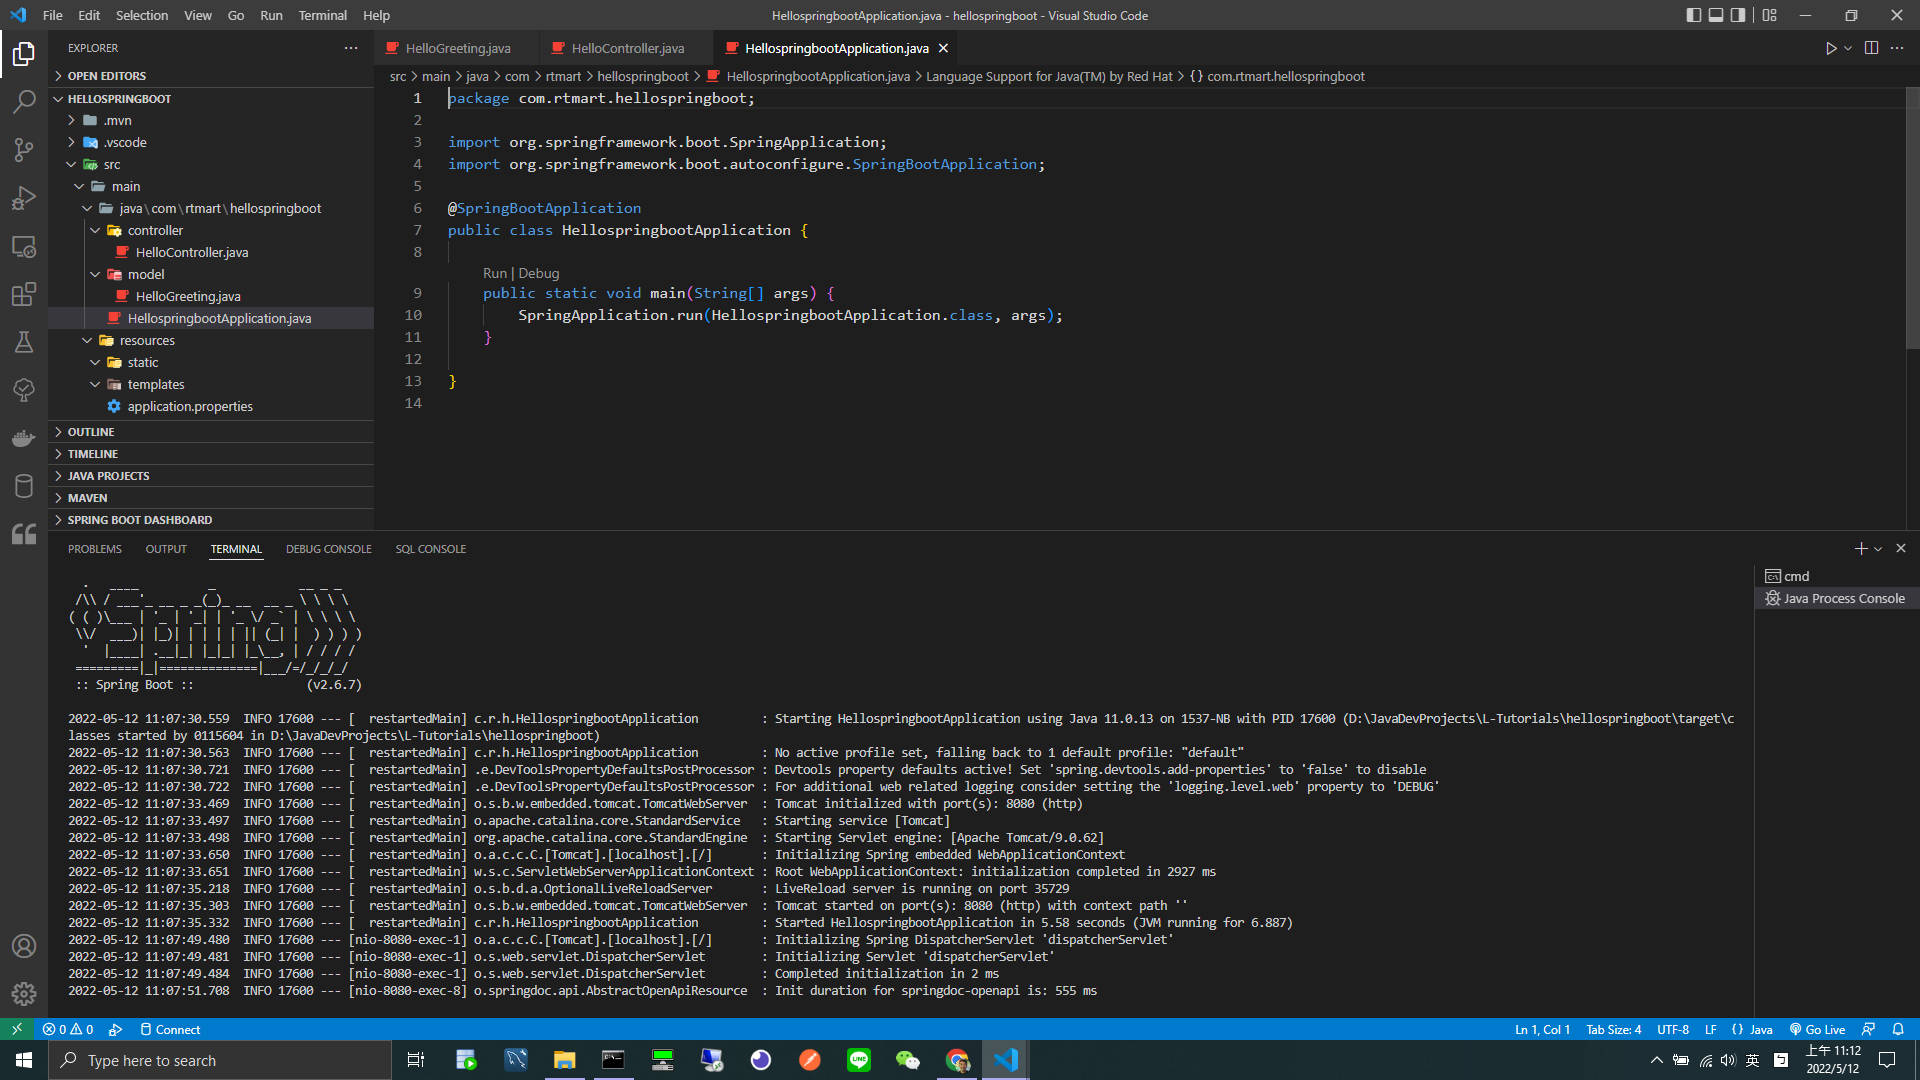 File Edit Selection View Go Run Terminal Help
HellospringbootApplication.java - hellospringboot - Visual Studio Code
EXPLORER
HelloGreeting.java
HelloController.java
HellospringbootApplication.java
OPEN EDITORS
src > main > java > com > rtmart > hellospringboot > HellospringbootApplication.java > Language Support for Java(TM) by Red Hat > {} com.rtmart.hellospringboot
HELLOSPRINGBOOT
.mvn
.vscode
src
main
java\com\rtmart\hellospringboot
controller
HelloController.java
model
HelloGreeting.java
HellospringbootApplication.java
resources
static
templates
application.properties
OUTLINE
TIMELINE
JAVA PROJECTS
MAVEN
SPRING BOOT DASHBOARD
1 package com.rtmart.hellospringboot;
2
3 import org.springframework.boot.SpringApplication;
4 import org.springframework.boot.autoconfigure.SpringBootApplication;
5
6 @SpringBootApplication
7 public class HellospringbootApplication {
8
Run | Debug
9 public static void main(String[] args) {
10 SpringApplication.run(HellospringbootApplication.class, args);
11 }
12
13 }
14
PROBLEMS OUTPUT TERMINAL DEBUG CONSOLE SQL CONSOLE
cmd
Java Process Console
Spring
:: Spring Boot :: (v2.6.7)
2022-05-12 11:07:30.559 INFO 17600 --- [ restartedMain] c.r.h.HellospringbootApplication : Starting HellospringbootApplication using Java 11.0.13 on 1537-NB with PID 17600 (D:\JavaDevProjects\L-Tutorials\hellospringboot\target\c
lasses started by 0115604 in D:\JavaDevProjects\L-Tutorials\hellospringboot)
2022-05-12 11:07:30.563 INFO 17600 --- [ restartedMain] c.r.h.HellospringbootApplication : No active profile set, falling back to 1 default profile: "default"
2022-05-12 11:07:30.721 INFO 17600 --- [ restartedMain] .e.DevToolsPropertyDefaultsPostProcessor : Devtools property defaults active! Set 'spring.devtools.add-properties' to 'false' to disable
2022-05-12 11:07:30.722 INFO 17600 --- [ restartedMain] .e.DevToolsPropertyDefaultsPostProcessor : For additional web related logging consider setting the 'logging.level.web' property to 'DEBUG'
2022-05-12 11:07:33.469 INFO 17600 --- [ restartedMain] o.s.b.w.embedded.tomcat.TomcatWebServer : Tomcat initialized with port(s): 8080 (http)
2022-05-12 11:07:33.497 INFO 17600 --- [ restartedMain] o.apache.catalina.core.StandardService : Starting service [Tomcat]
2022-05-12 11:07:33.498 INFO 17600 --- [ restartedMain] org.apache.catalina.core.StandardEngine : Starting Servlet engine: [Apache Tomcat/9.0.62]
2022-05-12 11:07:33.650 INFO 17600 --- [ restartedMain] o.a.c.c.C.[Tomcat].[localhost].[/] : Initializing Spring embedded WebApplicationContext
2022-05-12 11:07:33.651 INFO 17600 --- [ restartedMain] w.s.c.ServletWebServerApplicationContext : Root WebApplicationContext: initialization completed in 2927 ms
2022-05-12 11:07:35.218 INFO 17600 --- [ restartedMain] o.s.b.d.a.OptionalLiveReloadServer : LiveReload server is running on port 35729
2022-05-12 11:07:35.303 INFO 17600 --- [ restartedMain] o.s.b.w.embedded.tomcat.TomcatWebServer : Tomcat started on port(s): 8080 (http) with context path ''
2022-05-12 11:07:35.332 INFO 17600 --- [ restartedMain] c.r.h.HellospringbootApplication : Started HellospringbootApplication in 5.58 seconds (JVM running for 6.887)
2022-05-12 11:07:49.480 INFO 17600 --- [nio-8080-exec-1] o.a.c.c.C.[Tomcat].[localhost].[/] : Initializing Spring DispatcherServlet 'dispatcherServlet'
2022-05-12 11:07:49.481 INFO 17600 --- [nio-8080-exec-1] o.s.web.servlet.DispatcherServlet : Initializing Servlet 'dispatcherServlet'
2022-05-12 11:07:49.484 INFO 17600 --- [nio-8080-exec-1] o.s.web.servlet.DispatcherServlet : Completed initialization in 2 ms
2022-05-12 11:07:51.708 INFO 17600 --- [nio-8080-exec-8] o.springdoc.api.AbstractOpenApiResource : Init duration for springdoc-openapi is: 555 ms
0 0 Connect Ln 1, Col 1 Tab Size: 4 UTF-8 LF {} Java Go Live
Type here to search
LINE
英
ㄅ
上午 11:12
2022/5/12